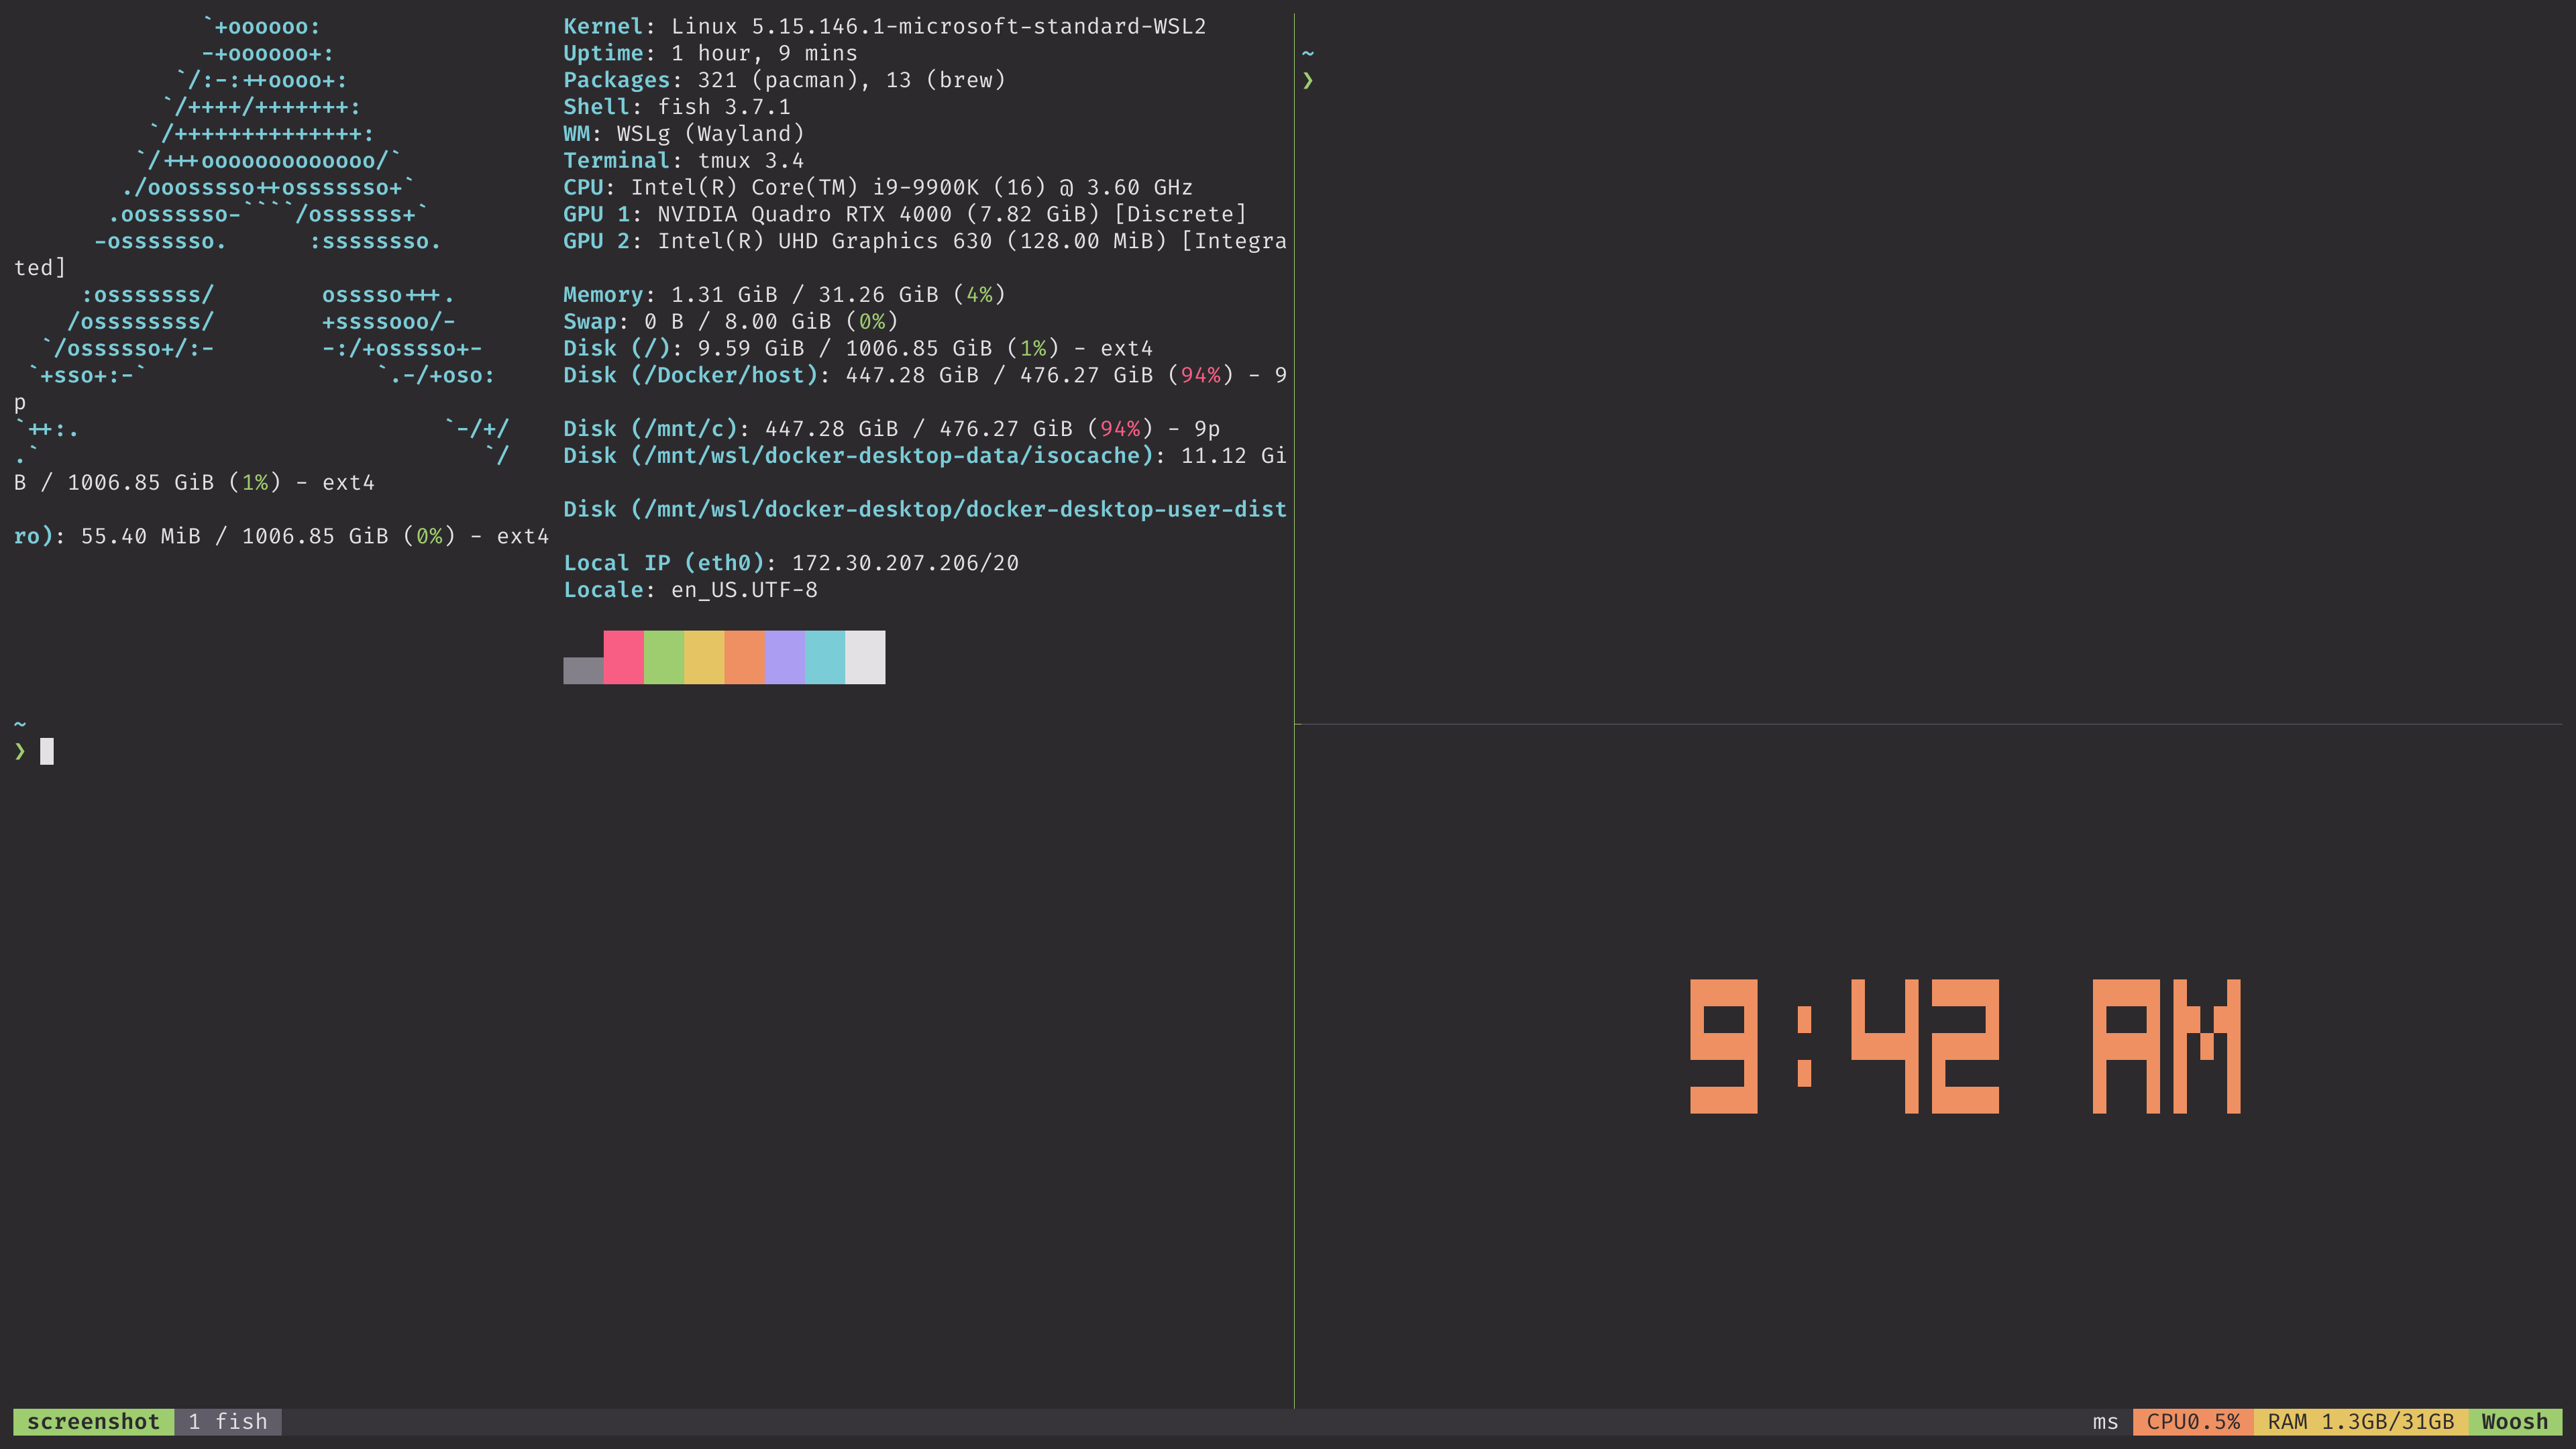 `+oooooo:
-+oooooo+:
`/:-:++oooo+:
`/++++/+++++++:
`/++++++++++++++:
`/+++ooooooooooooo/`
./ooosssso++osssssso+`
.oossssso-````/ossssss+`
-osssssso.      :ssssssso.
Kernel: Linux 5.15.146.1-microsoft-standard-WSL2
Uptime: 1 hour, 9 mins
Packages: 321 (pacman), 13 (brew)
Shell: fish 3.7.1
WM: WSLg (Wayland)
Terminal: tmux 3.4
CPU: Intel(R) Core(TM) i9-9900K (16) @ 3.60 GHz
GPU 1: NVIDIA Quadro RTX 4000 (7.82 GiB) [Discrete]
GPU 2: Intel(R) UHD Graphics 630 (128.00 MiB) [Integra
ted]
:osssssss/        osssso+++.
/ossssssss/        +ssssooo/-
`/ossssso+/:-        -:/+osssso+-
`+sso+:-`                 `.-/+oso:
Memory: 1.31 GiB / 31.26 GiB (4%)
Swap: 0 B / 8.00 GiB (0%)
Disk (/): 9.59 GiB / 1006.85 GiB (1%) - ext4
Disk (/Docker/host): 447.28 GiB / 476.27 GiB (94%) - 9
p
`++:.                           `-/+/
.`                                 `/
Disk (/mnt/c): 447.28 GiB / 476.27 GiB (94%) - 9p
Disk (/mnt/wsl/docker-desktop-data/isocache): 11.12 Gi
B / 1006.85 GiB (1%) - ext4
Disk (/mnt/wsl/docker-desktop/docker-desktop-user-dist
ro): 55.40 MiB / 1006.85 GiB (0%) - ext4
Local IP (eth0): 172.30.207.206/20
Locale: en_US.UTF-8
~
❯
~
❯
9:42 AM
screenshot 1 fish
ms CPU0.5% RAM 1.3GB/31GB Woosh